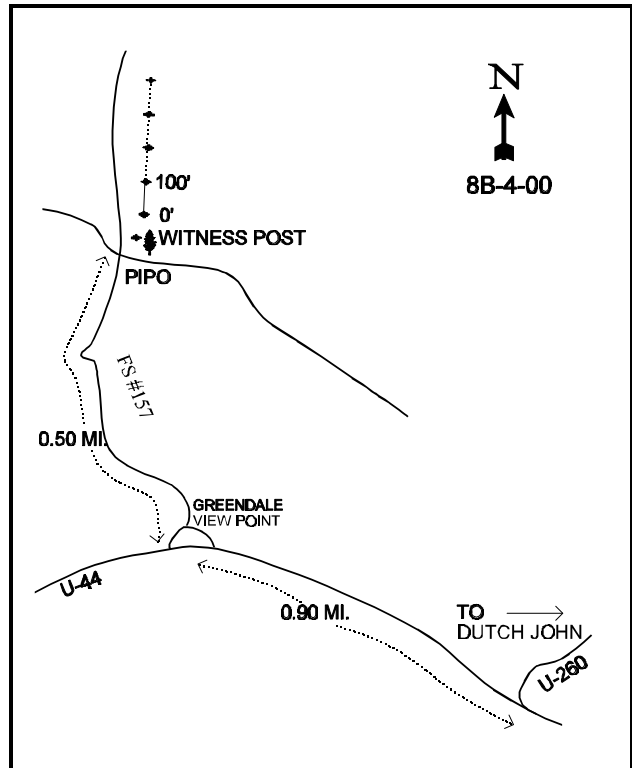 N
8B-4-00
100'
0'
WITNESS POST
PIPO
FS #157
0.50 MI.
GREENDALE
VIEW POINT
U-44
0.90 MI.
TO
DUTCH JOHN
U-260